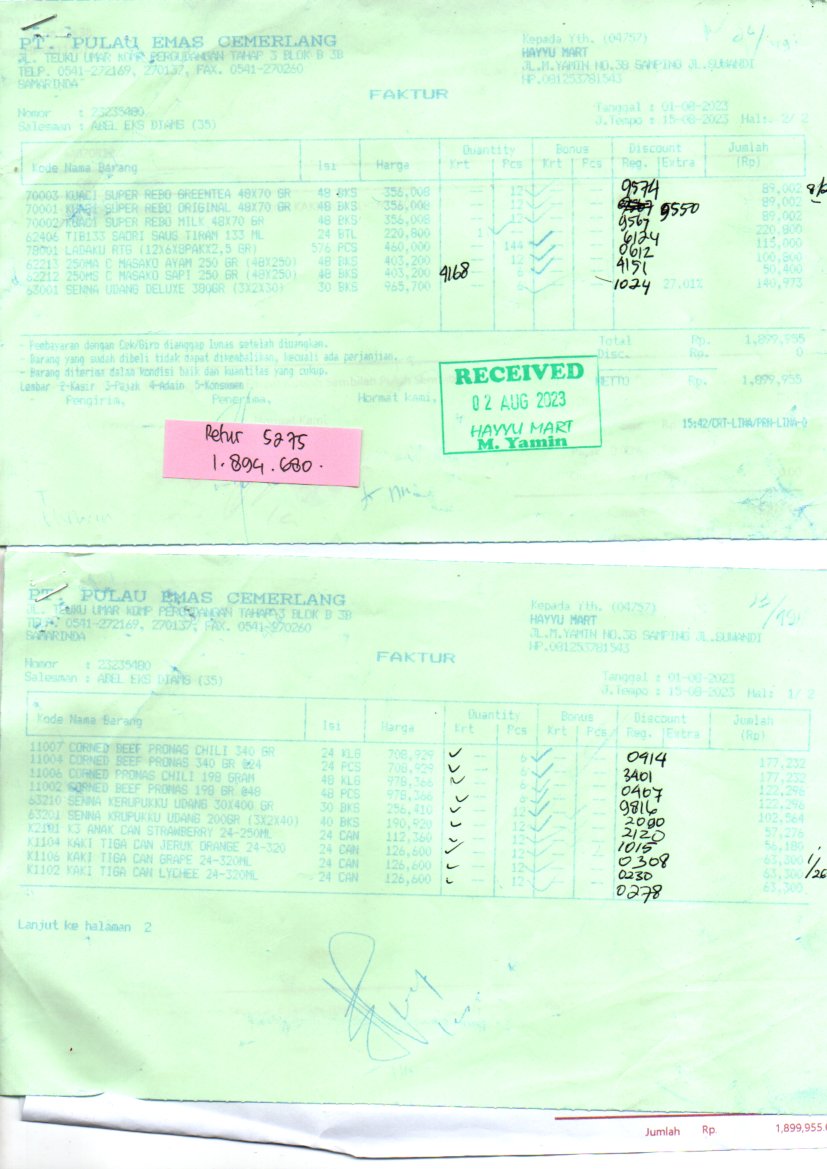 PT. PULAU EMAS CEMERLANG
JL. TEUKU UMAR KOMP PERGUDANGAN TAHAP 3 BLOK B 3B
TELP. 0541-272169, 270137, FAX. 0541-270260
SAMARINDA
Kepada Yth. (04757)
HAYYU MART
JL.M.YAMIN NO.38 SAMPING JL.SUWANDI
HP.081253781543
FAKTUR
Nomor : 23235480
Salesman : ABEL EKS DIAMS (35)
Tanggal : 01-08-2023
J.Tempo : 15-08-2023 Hal: 2/ 2
Kode Nama Barang Isi Harga Quantity Krt Pcs Bonus Krt Pcs Discount Reg. Extra Jumlah (Rp)
70003 KUACI SUPER REBO GREENTEA 48X70 GR 48 BKS 356,008 -- 12 -- -- 9574 89,002
70001 KUACI SUPER REBO ORIGINAL 48X70 GR 48 BKS 356,008 -- 12 -- -- 9550 89,002
70002 KUACI SUPER REBO MILK 48X70 GR 48 BKS 356,008 -- 12 -- -- 9567 89,002
62406 TIB133 SAORI SAUS TIRAM 133 ML 24 BTL 220,800 1 -- -- -- 6124 220,800
78001 LADAKU RTG (12X6X8PAKX2,5 GR) 576 PCS 460,000 -- 144 -- -- 0612 115,000
62213 250MA C MASAKO AYAM 250 GR (48X250) 48 BKS 403,200 -- 12 -- -- 4151 100,800
62212 250MS C MASAKO SAPI 250 GR (48X250) 48 BKS 403,200 4168 -- 6 -- -- 50,400
63001 SENNA UDANG DELUXE 380GR (3X2X30) 30 BKS 965,700 -- 6 -- -- 1024 27.01% 140,973
- Pembayaran dengan Cek/Giro dianggap lunas setelah diuangkan.
- Barang yang sudah dibeli tidak dapat dikembalikan, kecuali ada perjanjian.
- Barang diterima dalam kondisi baik dan kuantitas yang cukup.
Lembar 2-Kasir 3-Pajak 4-Admin 5-Konsumen
Total Rp. 1,899,955
Disc. Rp. 0
NETTO Rp. 1,899,955
Pengirim, Penerima, Hormat kami,
RECEIVED
02 AUG 2023
HAYYU MART
M. Yamin
15:42/CRT-LINA/PRN-LINA-0
Retur 5275
1.894.680.
PT. PULAU EMAS CEMERLANG
JL. TEUKU UMAR KOMP PERGUDANGAN TAHAP 3 BLOK B 3B
TELP. 0541-272169, 270137, FAX. 0541-270260
SAMARINDA
Kepada Yth. (04757)
HAYYU MART
JL.M.YAMIN NO.38 SAMPING JL.SUWANDI
HP.081253781543
FAKTUR
Nomor : 23235480
Salesman : ABEL EKS DIAMS (35)
Tanggal : 01-08-2023
J.Tempo : 15-08-2023 Hal: 1/ 2
Kode Nama Barang Isi Harga Quantity Krt Pcs Bonus Krt Pcs Discount Reg. Extra Jumlah (Rp)
11007 CORNED BEEF PRONAS CHILI 340 GR 24 KLG 708,929 -- 6 -- -- 0914 177,232
11004 CORNED BEEF PRONAS 340 GR @24 24 PCS 708,929 -- 6 -- -- 3401 177,232
11006 CORNED PRONAS CHILI 198 GRAM 48 KLG 978,366 -- 6 -- -- 0407 122,296
11002 CORNED BEEF PRONAS 198 GR @48 48 PCS 978,366 -- 6 -- -- 9816 122,296
63210 SENNA KERUPUKKU UDANG 30X400 GR 30 BKS 256,410 -- 12 -- -- 2090 102,564
63201 SENNA KRUPUKKU UDANG 200GR (3X2X40) 40 BKS 190,920 -- 12 -- -- 2120 57,276
X2101 K3 ANAK CAN STRAWBERRY 24-250ML 24 CAN 112,360 -- 12 -- -- 1015 56,180
K1104 KAKI TIGA CAN JERUK ORANGE 24-320 24 CAN 126,600 -- 12 -- -- 0308 63,300
K1106 KAKI TIGA CAN GRAPE 24-320ML 24 CAN 126,600 -- 12 -- -- 0230 63,300 1/26
K1102 KAKI TIGA CAN LYCHEE 24-320ML 24 CAN 126,600 -- 12 -- -- 0278 63,300
Lanjut ke halaman 2
Jumlah Rp. 1,899,955.